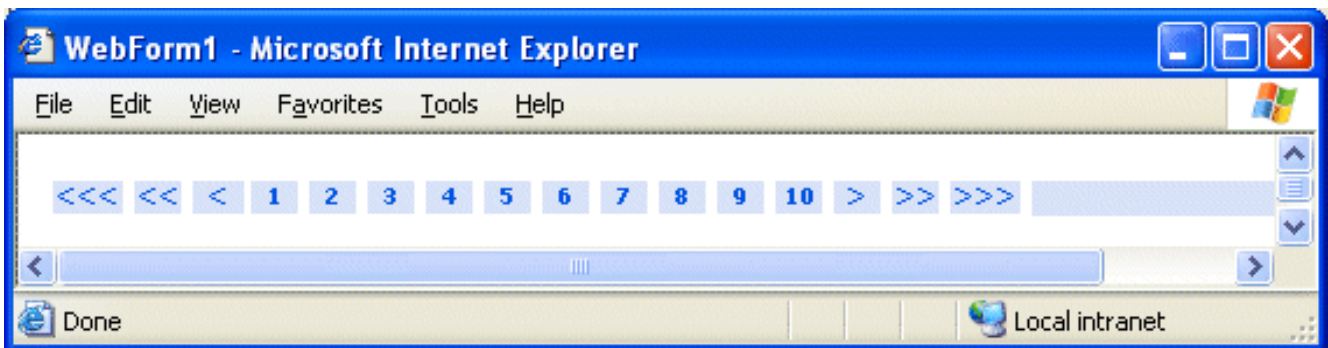 WebForm1 - Microsoft Internet Explorer
File Edit View Favorites Tools Help
<<< << < 1 2 3 4 5 6 7 8 9 10 > >> >>>
Done Local intranet